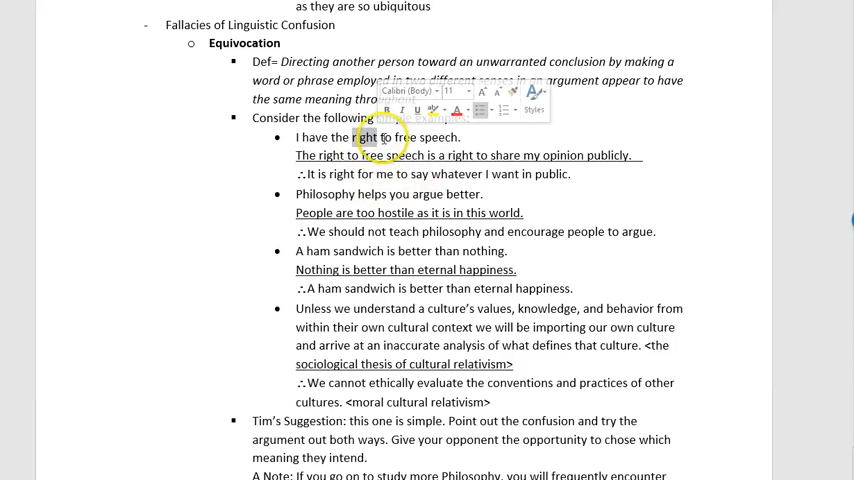 as they are so ubiquitous
- Fallacies of Linguistic Confusion
o Equivocation
▪ Def= Directing another person toward an unwarranted conclusion by making a
word or phrase employed in two different senses in an argument appear to have
the same meaning throughout.
Calibri (Body) 11 A A
B I U ab A Styles
▪ Consider the following simple examples:
• I have the right to free speech.
The right to free speech is a right to share my opinion publicly.
∴It is right for me to say whatever I want in public.
• Philosophy helps you argue better.
People are too hostile as it is in this world.
∴We should not teach philosophy and encourage people to argue.
• A ham sandwich is better than nothing.
Nothing is better than eternal happiness.
∴A ham sandwich is better than eternal happiness.
• Unless we understand a culture's values, knowledge, and behavior from
within their own cultural context we will be importing our own culture
and arrive at an inaccurate analysis of what defines that culture. <the
sociological thesis of cultural relativism>
∴We cannot ethically evaluate the conventions and practices of other
cultures. <moral cultural relativism>
▪ Tim's Suggestion: this one is simple. Point out the confusion and try the
argument out both ways. Give your opponent the opportunity to chose which
meaning they intend.
A Note: If you go on to study more Philosophy, you will frequently encounter